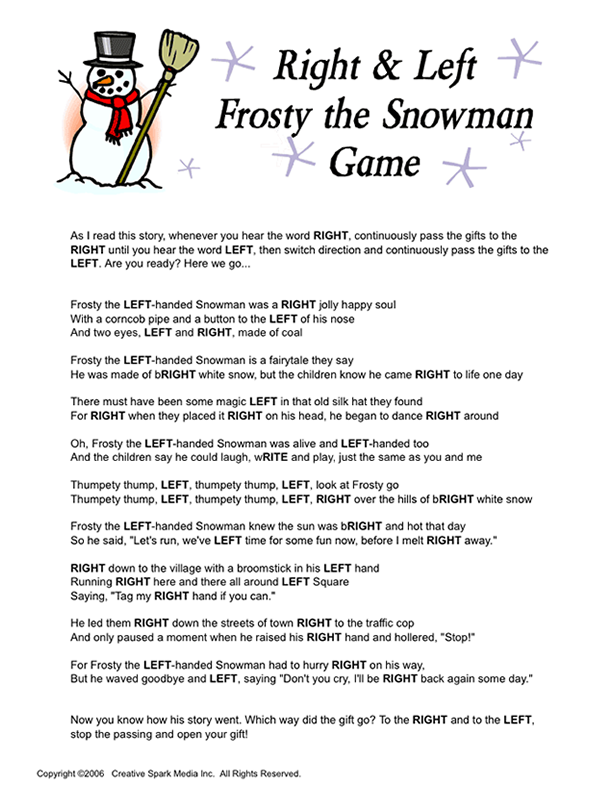 Right & Left
Frosty the Snowman
Game
As I read this story, whenever you hear the word RIGHT, continuously pass the gifts to the
RIGHT until you hear the word LEFT, then switch direction and continuously pass the gifts to the
LEFT. Are you ready? Here we go...
Frosty the LEFT-handed Snowman was a RIGHT jolly happy soul
With a corncob pipe and a button to the LEFT of his nose
And two eyes, LEFT and RIGHT, made of coal
Frosty the LEFT-handed Snowman is a fairytale they say
He was made of bRIGHT white snow, but the children know he came RIGHT to life one day
There must have been some magic LEFT in that old silk hat they found
For RIGHT when they placed it RIGHT on his head, he began to dance RIGHT around
Oh, Frosty the LEFT-handed Snowman was alive and LEFT-handed too
And the children say he could laugh, wRITE and play, just the same as you and me
Thumpety thump, LEFT, thumpety thump, LEFT, look at Frosty go
Thumpety thump, LEFT, thumpety thump, LEFT, RIGHT over the hills of bRIGHT white snow
Frosty the LEFT-handed Snowman knew the sun was bRIGHT and hot that day
So he said, "Let's run, we've LEFT time for some fun now, before I melt RIGHT away."
RIGHT down to the village with a broomstick in his LEFT hand
Running RIGHT here and there all around LEFT Square
Saying, "Tag my RIGHT hand if you can."
He led them RIGHT down the streets of town RIGHT to the traffic cop
And only paused a moment when he raised his RIGHT hand and hollered, "Stop!"
For Frosty the LEFT-handed Snowman had to hurry RIGHT on his way,
But he waved goodbye and LEFT, saying "Don't you cry, I'll be RIGHT back again some day."
Now you know how his story went. Which way did the gift go? To the RIGHT and to the LEFT,
stop the passing and open your gift!
Copyright ©2006 Creative Spark Media Inc. All Rights Reserved.